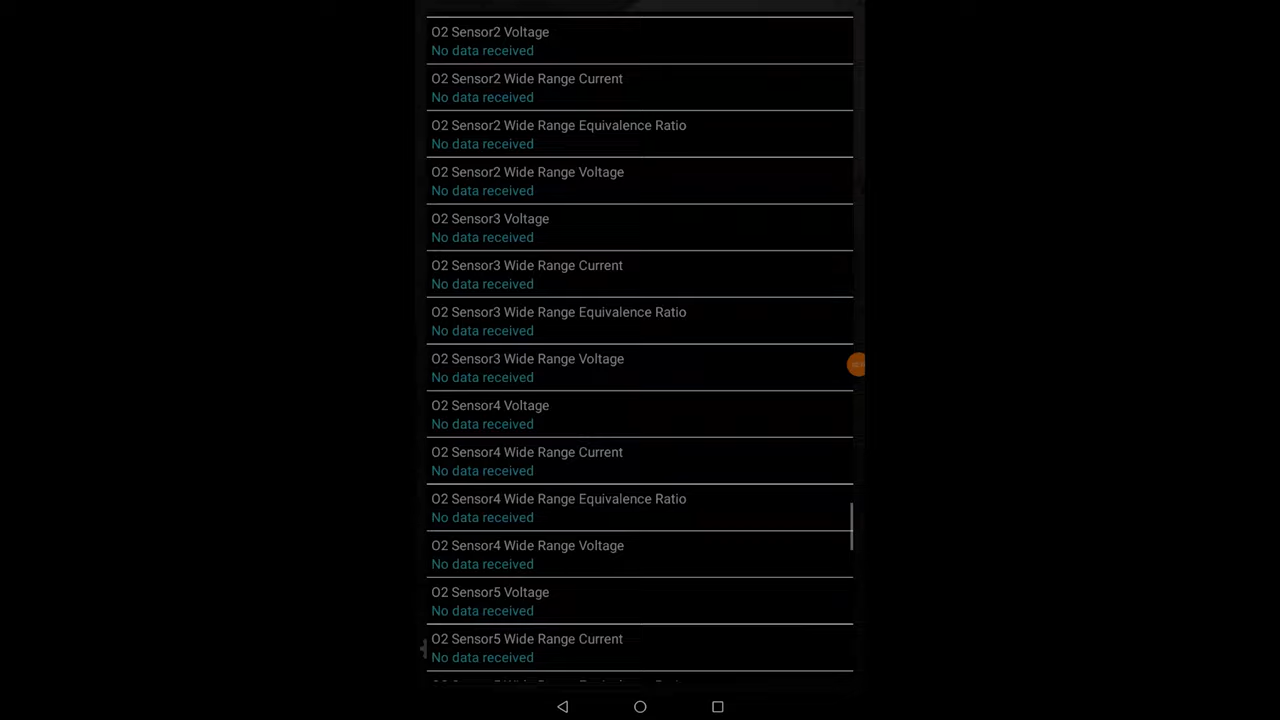 O2 Sensor2 Voltage
No data received
O2 Sensor2 Wide Range Current
No data received
O2 Sensor2 Wide Range Equivalence Ratio
No data received
O2 Sensor2 Wide Range Voltage
No data received
O2 Sensor3 Voltage
No data received
O2 Sensor3 Wide Range Current
No data received
O2 Sensor3 Wide Range Equivalence Ratio
No data received
O2 Sensor3 Wide Range Voltage
No data received
O2 Sensor4 Voltage
No data received
O2 Sensor4 Wide Range Current
No data received
O2 Sensor4 Wide Range Equivalence Ratio
No data received
O2 Sensor4 Wide Range Voltage
No data received
O2 Sensor5 Voltage
No data received
O2 Sensor5 Wide Range Current
No data received